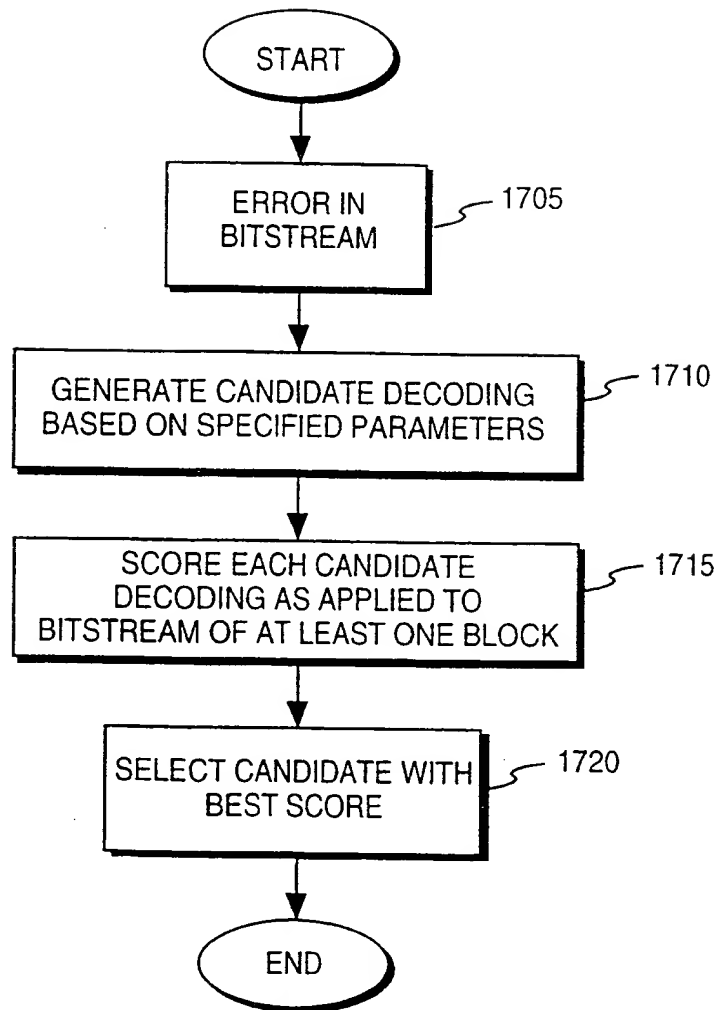 START
ERROR IN
BITSTREAM
1705
GENERATE CANDIDATE DECODING
BASED ON SPECIFIED PARAMETERS
1710
SCORE EACH CANDIDATE
DECODING AS APPLIED TO
BITSTREAM OF AT LEAST ONE BLOCK
1715
SELECT CANDIDATE WITH
BEST SCORE
1720
END